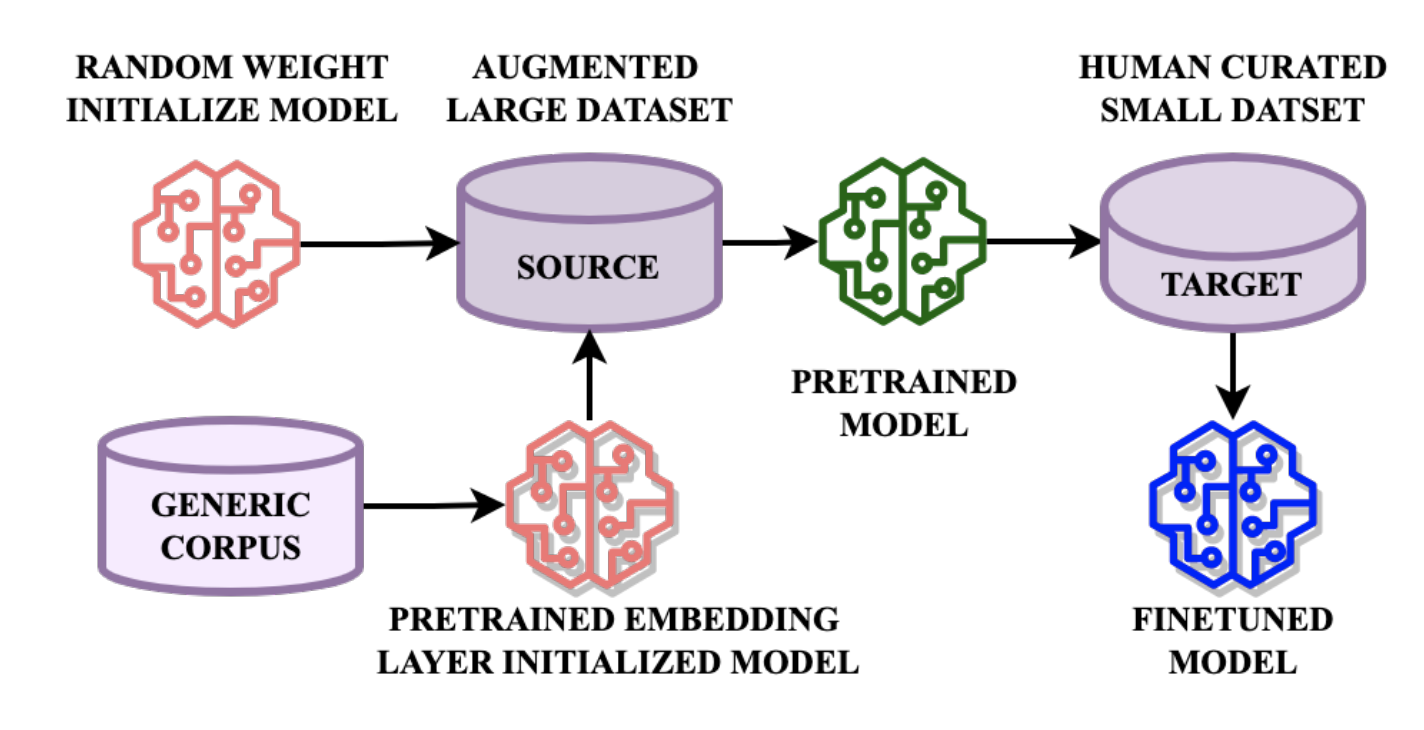 RANDOM WEIGHT
INITIALIZE MODEL
AUGMENTED
LARGE DATASET
HUMAN CURATED
SMALL DATSET
SOURCE
TARGET
PRETRAINED
MODEL
GENERIC
CORPUS
PRETRAINED EMBEDDING
LAYER INITIALIZED MODEL
FINETUNED
MODEL